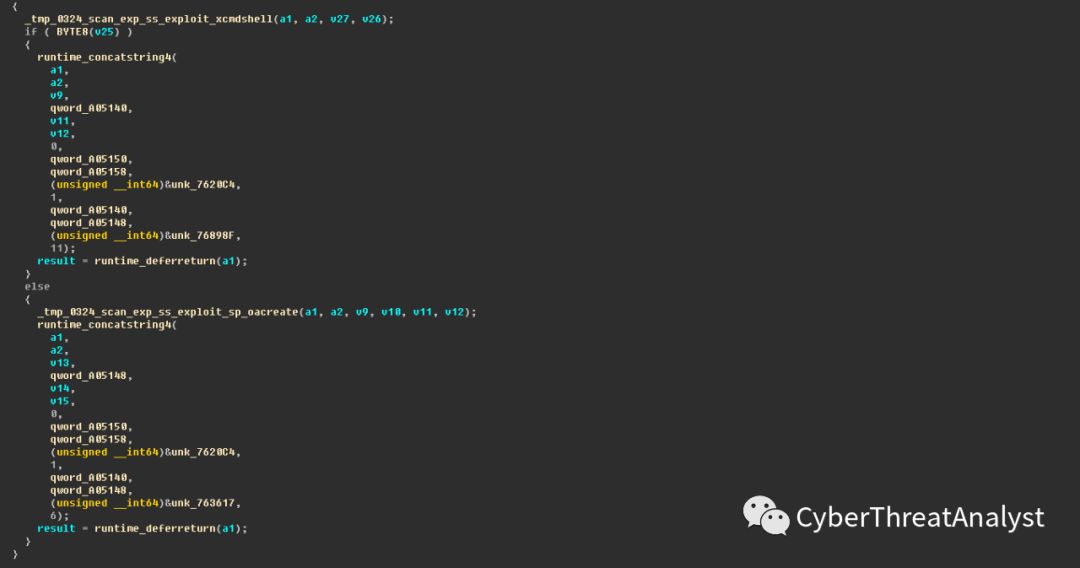 {
_tmp_0324_scan_exp_ss_exploit_xcmdshell(a1, a2, v27, v26);
if ( BYTE8(v25) )
{
runtime_concatstring4(
a1,
a2,
v9,
qword_A05140,
v11,
v12,
0,
qword_A05150,
qword_A05158,
(unsigned __int64)&unk_7620C4,
1,
qword_A05140,
qword_A05148,
(unsigned __int64)&unk_76898F,
11);
result = runtime_deferreturn(a1);
}
else
{
_tmp_0324_scan_exp_ss_exploit_sp_oacreate(a1, a2, v9, v10, v11, v12);
runtime_concatstring4(
a1,
a2,
v13,
qword_A05148,
v14,
v15,
0,
qword_A05150,
qword_A05158,
(unsigned __int64)&unk_7620C4,
1,
qword_A05140,
qword_A05148,
(unsigned __int64)&unk_763617,
6);
result = runtime_deferreturn(a1);
}
}
CyberThreatAnalyst